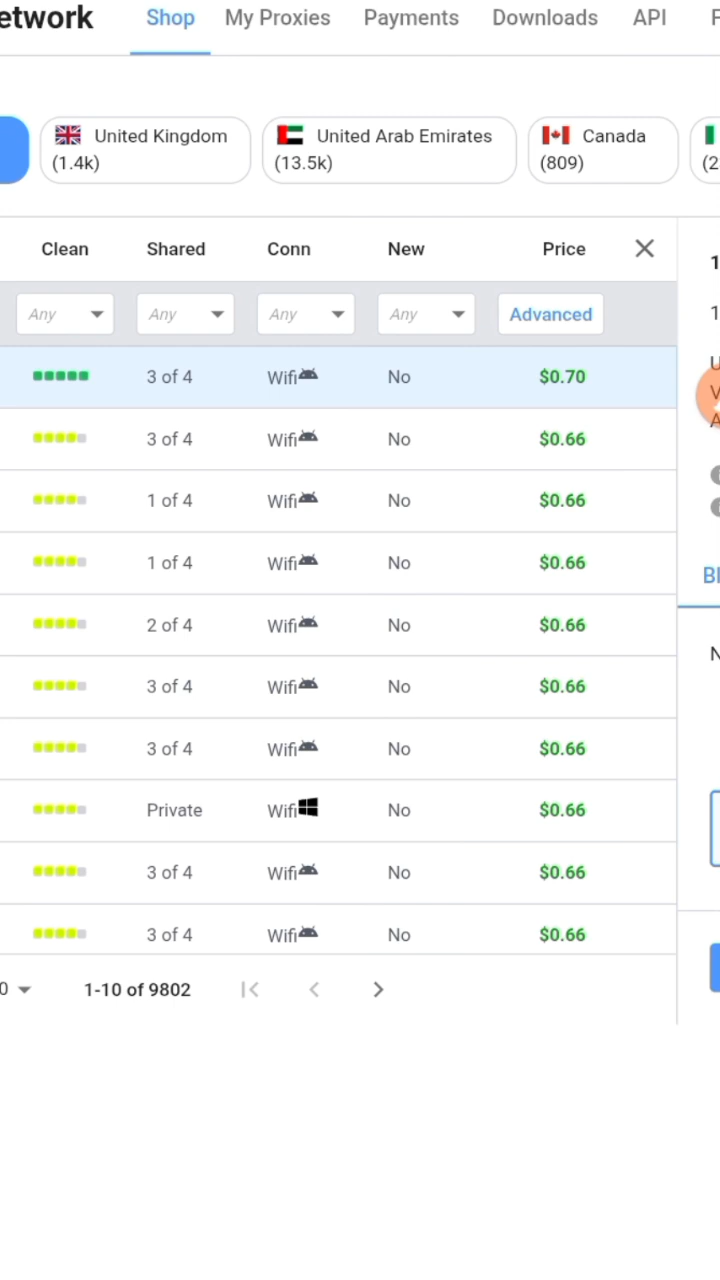 etwork Shop My Proxies Payments Downloads API F
United Kingdom United Arab Emirates Canada
(1.4k) (13.5k) (809) (2
Clean Shared Conn New Price
1
Any Any Any Any Advanced
1
3 of 4 Wifi No $0.70
3 of 4 Wifi No $0.66
1 of 4 Wifi No $0.66
1 of 4 Wifi No $0.66
Bl
2 of 4 Wifi No $0.66
3 of 4 Wifi No $0.66
3 of 4 Wifi No $0.66
Private Wifi No $0.66
3 of 4 Wifi No $0.66
3 of 4 Wifi No $0.66
0 1-10 of 9802